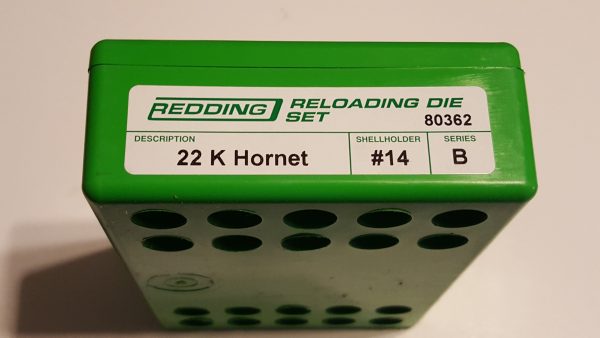 REDDING RELOADING DIE
SET 80362
DESCRIPTION SHELLHOLDER SERIES
22 K Hornet #14 B